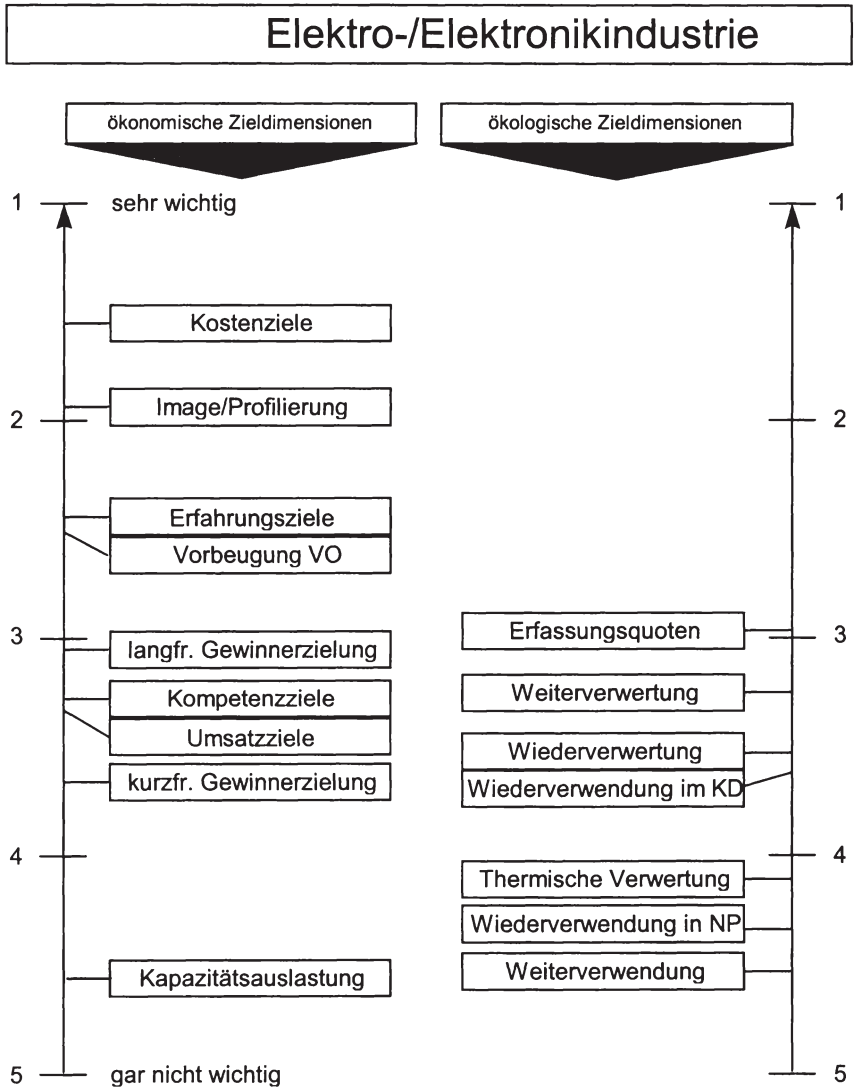 Elektro-/Elektronikindustrie
ökonomische Zieldimensionen
ökologische Zieldimensionen
1 sehr wichtig
1
Kostenziele
Image/Profilierung
2
2
Erfahrungsziele
Vorbeugung VO
Erfassungsquoten
3
3
langfr. Gewinnerzielung
Kompetenzziele
Weiterverwertung
Umsatzziele
Wiederverwertung
kurzfr. Gewinnerzielung
Wiederverwendung im KD
4
4
Thermische Verwertung
Wiederverwendung in NP
Kapazitätsauslastung
Weiterverwendung
5 gar nicht wichtig
5